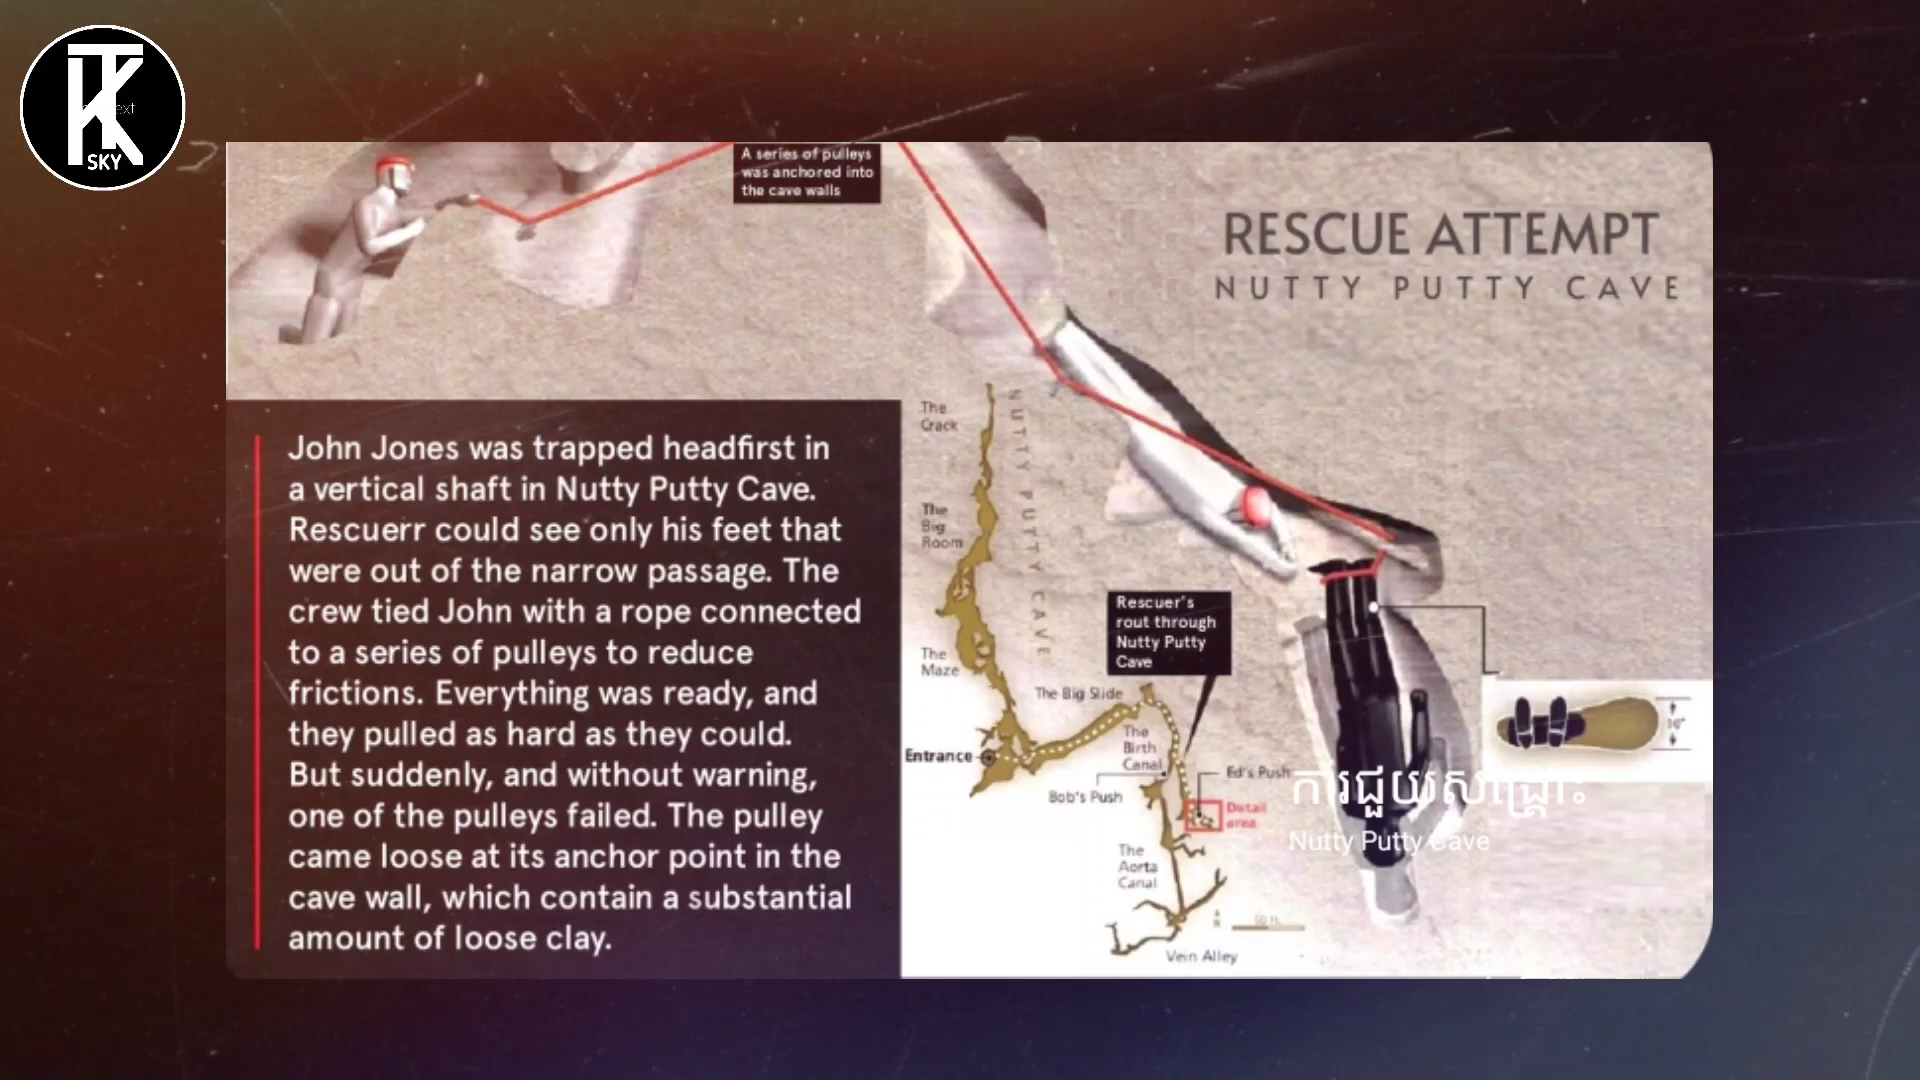 TK
SKY
A series of pulleys
was anchored into
the cave walls
RESCUE ATTEMPT
NUTTY PUTTY CAVE
John Jones was trapped headfirst in
a vertical shaft in Nutty Putty Cave.
Rescuerr could see only his feet that
were out of the narrow passage. The
crew tied John with a rope connected
to a series of pulleys to reduce
frictions. Everything was ready, and
they pulled as hard as they could.
But suddenly, and without warning,
one of the pulleys failed. The pulley
came loose at its anchor point in the
cave wall, which contain a substantial
amount of loose clay.
The
Crack
NUTTY PUTTY CAVE
The
Big
Room
The
Maze
Rescuer's
rout through
Nutty Putty
Cave
The Big Slide
The
Birth
Canal
Entrance
Bob's Push
Ed's Push
Detail
area
The
Aorta
Canal
Vein Alley
ការជួយសង្គ្រោះ
Nutty Putty Cave